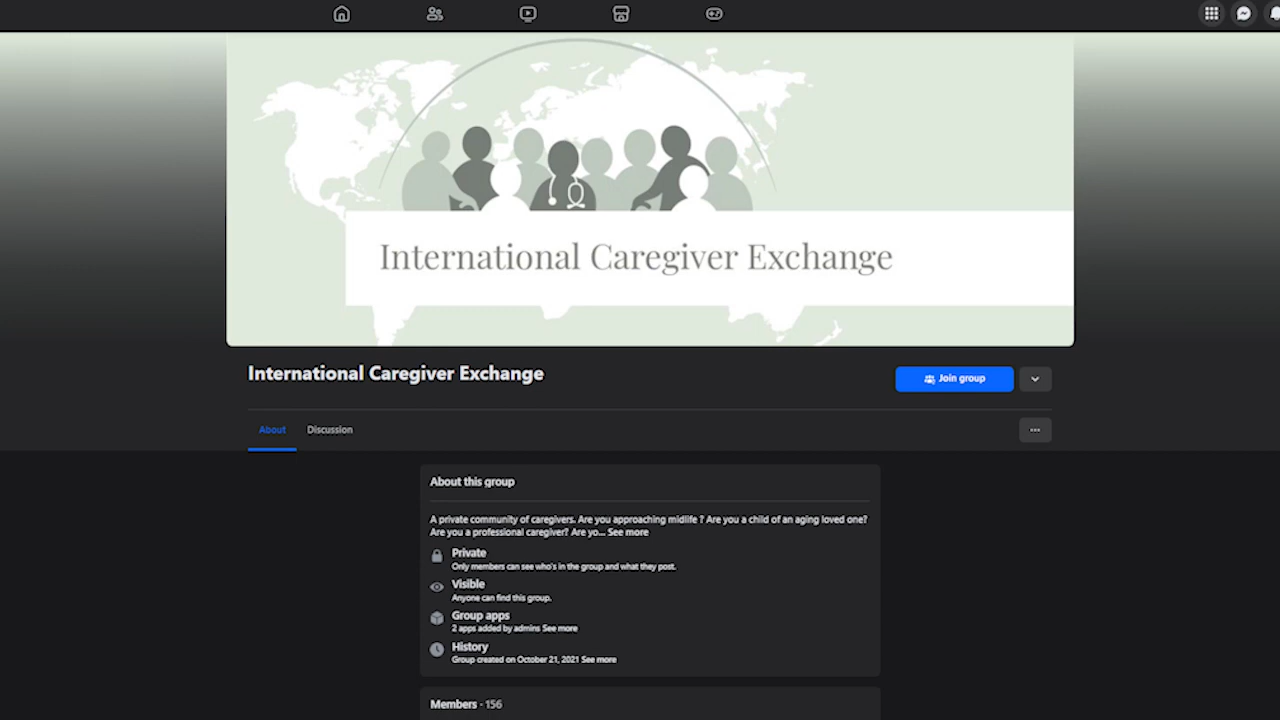 International Caregiver Exchange
International Caregiver Exchange
Join group
About Discussion
About this group
A private community of caregivers. Are you approaching midlife ? Are you a child of an aging loved one?
Are you a professional caregiver? Are yo... See more
Private
Only members can see who's in the group and what they post.
Visible
Anyone can find this group.
Group apps
2 apps added by admins See more
History
Group created on October 21, 2021 See more
Members · 156